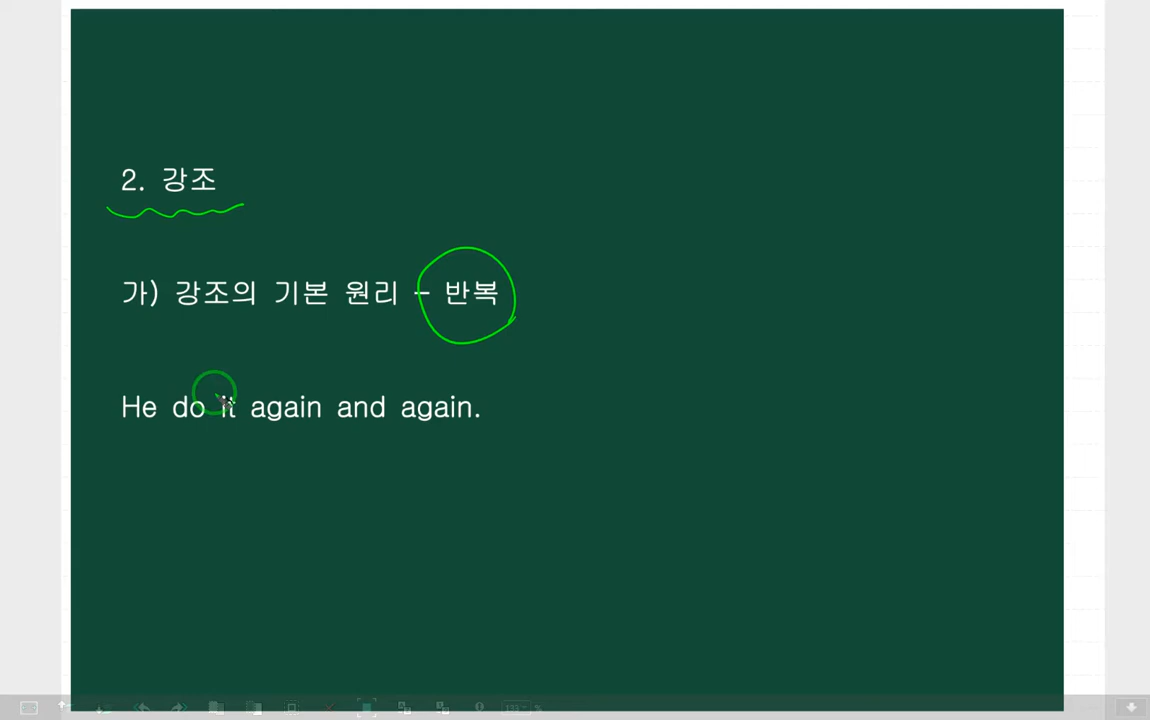 2. 강조
가) 강조의 기본 원리 - 반복
He do it again and again.